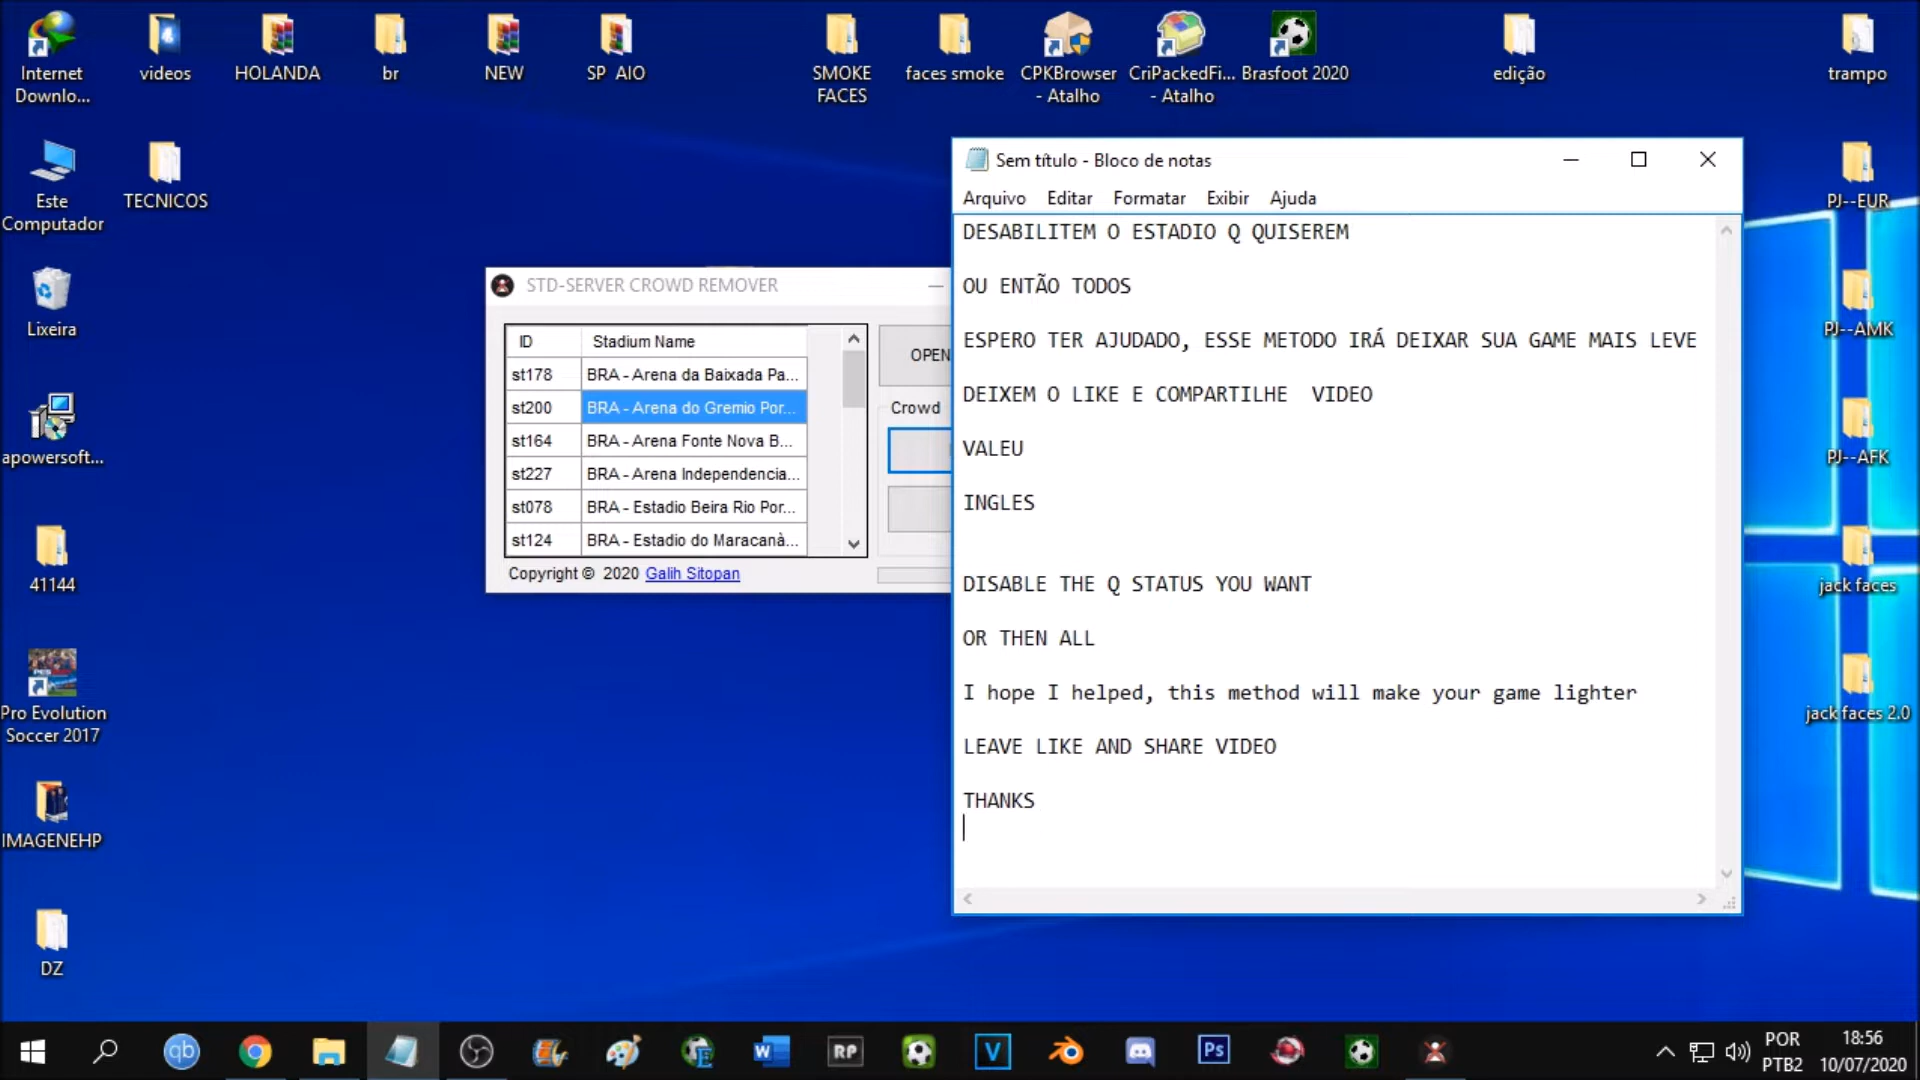 Internet
Downlo...
videos
HOLANDA
br
NEW
SP AIO
SMOKE
FACES
faces smoke
CPKBrowser
- Atalho
CriPackedFi...
- Atalho
Brasfoot 2020
edição
trampo
Este
Computador
TECNICOS
Lixeira
apowersoft...
41144
Pro Evolution
Soccer 2017
IMAGENEHP
DZ
PJ--EUR
PJ--AMK
PJ--AFK
jack faces
jack faces 2.0
STD-SERVER CROWD REMOVER
ID Stadium Name
st178 BRA - Arena da Baixada Pa...
st200 BRA - Arena do Gremio Por...
st164 BRA - Arena Fonte Nova B...
st227 BRA - Arena Independencia...
st078 BRA - Estadio Beira Rio Por...
st124 BRA - Estadio do Maracanà...
OPEN
Crowd
Copyright © 2020 Galih Sitopan
Sem título - Bloco de notas
Arquivo Editar Formatar Exibir Ajuda
DESABILITEM O ESTADIO Q QUISEREM
OU ENTÃO TODOS
ESPERO TER AJUDADO, ESSE METODO IRÁ DEIXAR SUA GAME MAIS LEVE
DEIXEM O LIKE E COMPARTILHE  VIDEO
VALEU
INGLES
DISABLE THE Q STATUS YOU WANT
OR THEN ALL
I hope I helped, this method will make your game lighter
LEAVE LIKE AND SHARE VIDEO
THANKS
qb
W
RP
V
Ps
POR
PTB2
18:56
10/07/2020